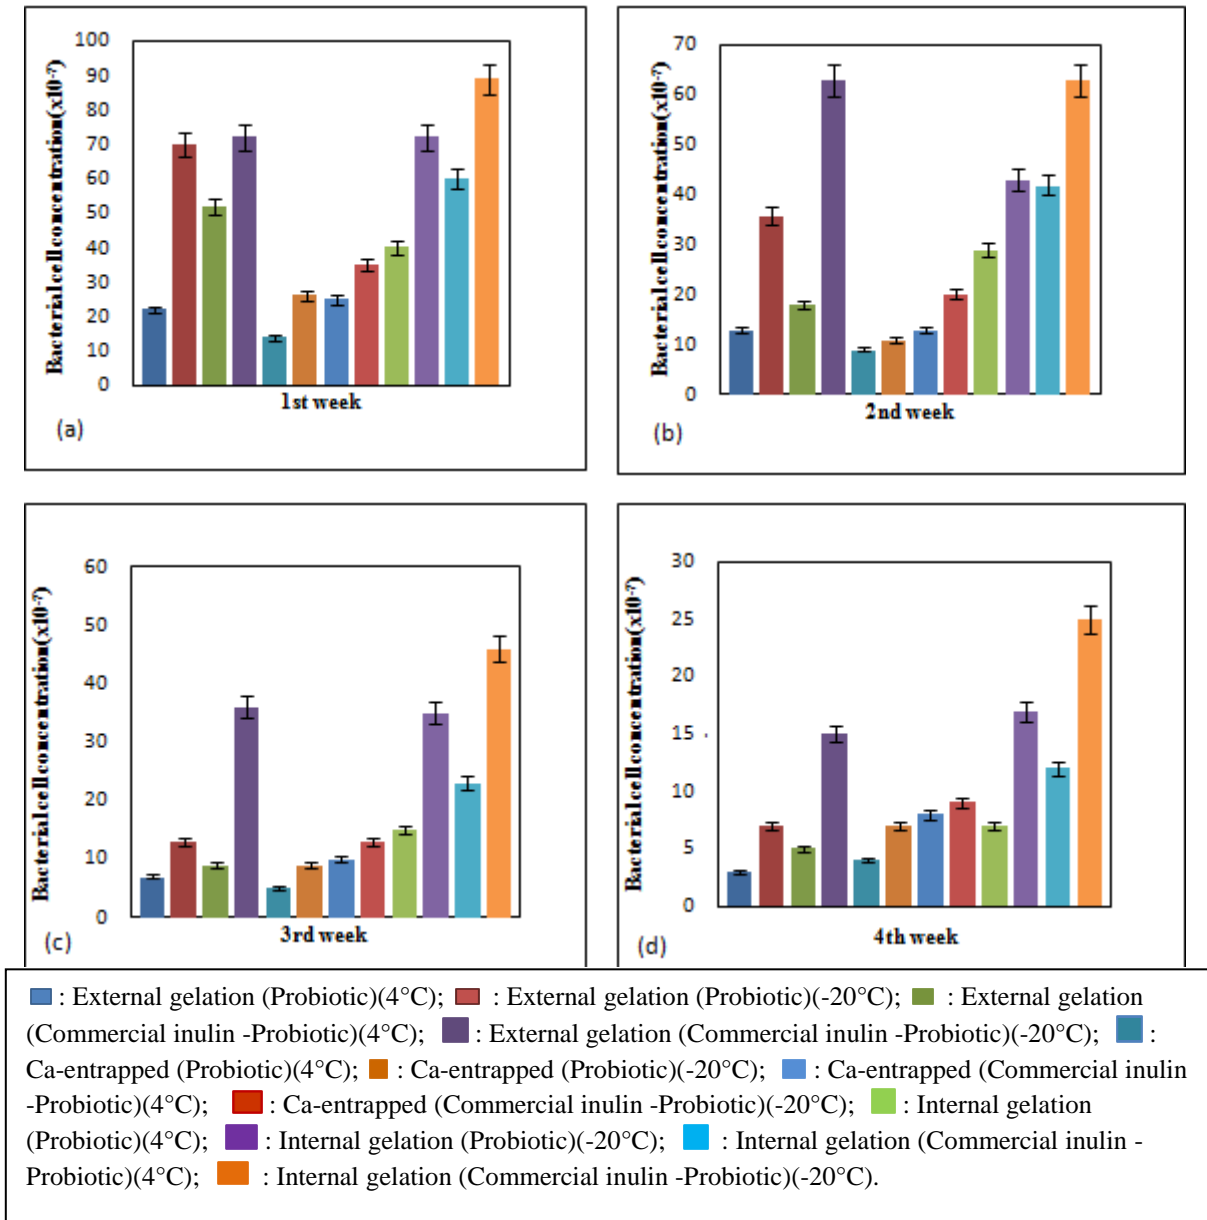 100
90
80
70
60
50
40
30
20
10
0
Bacterial cell concentration(x10⁻⁷)
1st week
(a)
70
60
50
40
30
20
10
0
Bacterial cell concentration(x10⁻⁷)
2nd week
(b)
60
50
40
30
20
10
0
Bacterial cell concentration(x10⁻⁷)
3rd week
(c)
30
25
20
15
10
5
0
Bacterial cell concentration(x10⁻⁷)
4th week
(d)
: External gelation (Probiotic)(4°C); : External gelation (Probiotic)(-20°C); : External gelation
(Commercial inulin -Probiotic)(4°C); : External gelation (Commercial inulin -Probiotic)(-20°C); :
Ca-entrapped (Probiotic)(4°C); : Ca-entrapped (Probiotic)(-20°C); : Ca-entrapped (Commercial inulin
-Probiotic)(4°C); : Ca-entrapped (Commercial inulin -Probiotic)(-20°C); : Internal gelation
(Probiotic)(4°C); : Internal gelation (Probiotic)(-20°C); : Internal gelation (Commercial inulin -
Probiotic)(4°C); : Internal gelation (Commercial inulin -Probiotic)(-20°C).